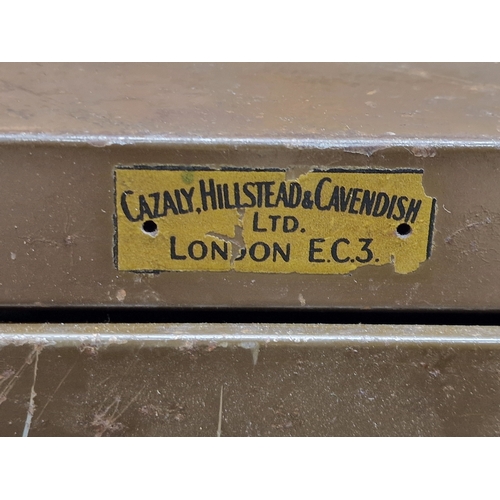 CAZALY, HILLSTEAD & CAVENDISH
LTD.
LONDON E.C.3.